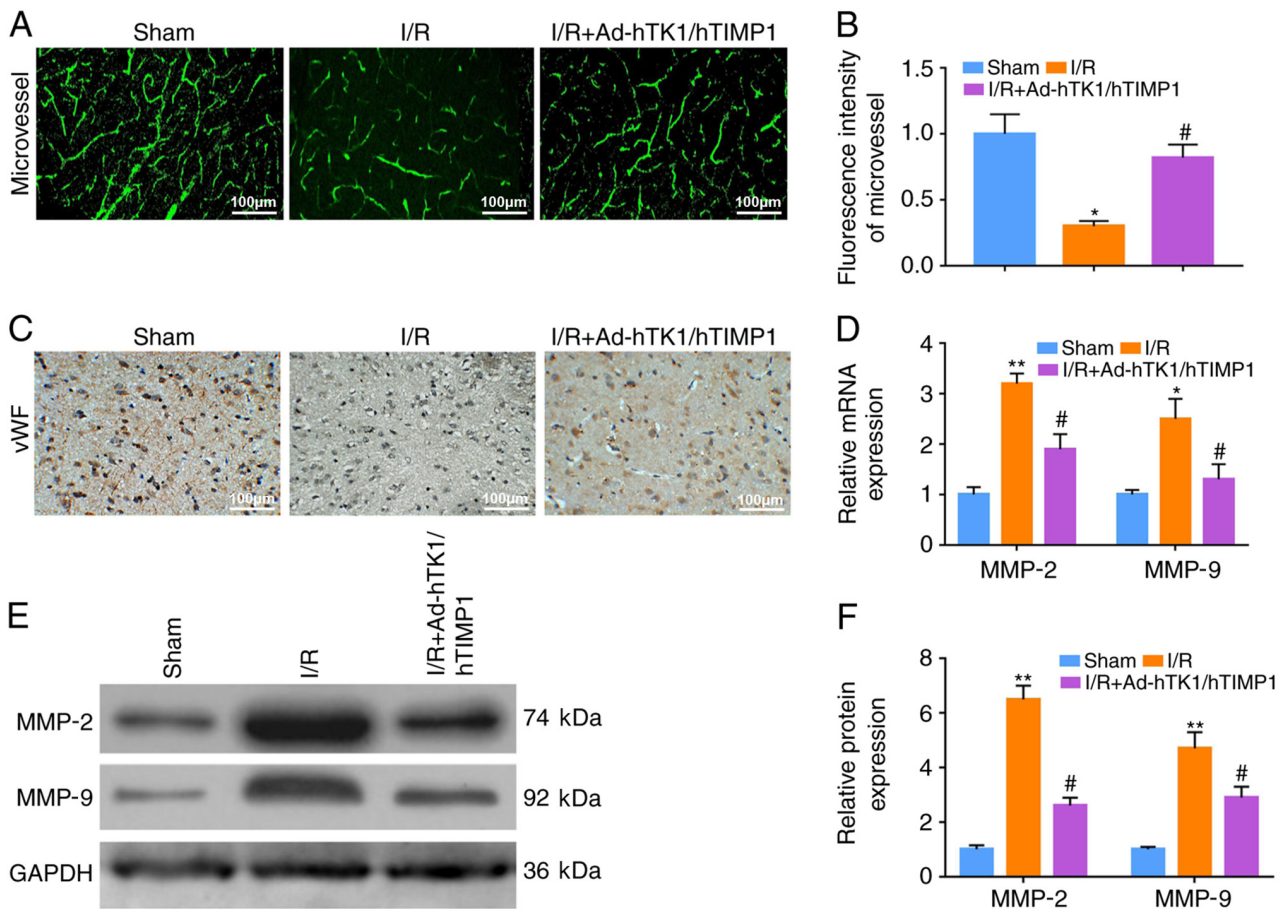 A
Sham
I/R
I/R+Ad-hTK1/hTIMP1
Microvessel
100μm
100μm
100μm
B
Sham
I/R
I/R+Ad-hTK1/hTIMP1
Fluorescence intensity
of microvessel
1.5
1.0
0.5
0.0
*
#
C
Sham
I/R
I/R+Ad-hTK1/hTIMP1
vWF
100μm
100μm
100μm
D
Sham
I/R
I/R+Ad-hTK1/hTIMP1
Relative mRNA
expression
4
3
2
1
0
**
#
*
#
MMP-2
MMP-9
E
Sham
I/R
I/R+Ad-hTK1/
hTIMP1
MMP-2
74 kDa
MMP-9
92 kDa
GAPDH
36 kDa
F
Sham
I/R
I/R+Ad-hTK1/hTIMP1
Relative protein
expression
8
6
4
2
0
**
#
**
#
MMP-2
MMP-9